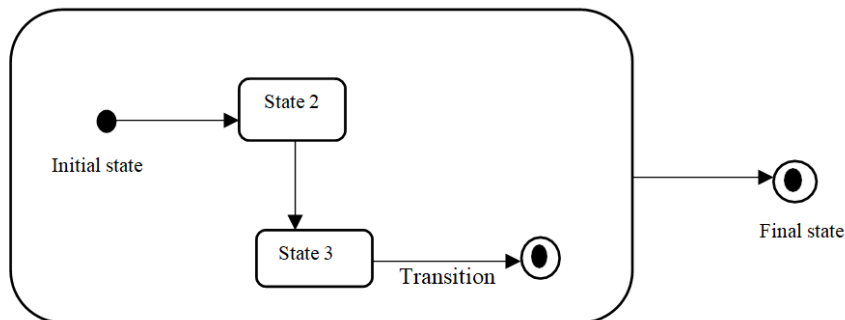 State 2
Initial state
State 3
Transition
Final state